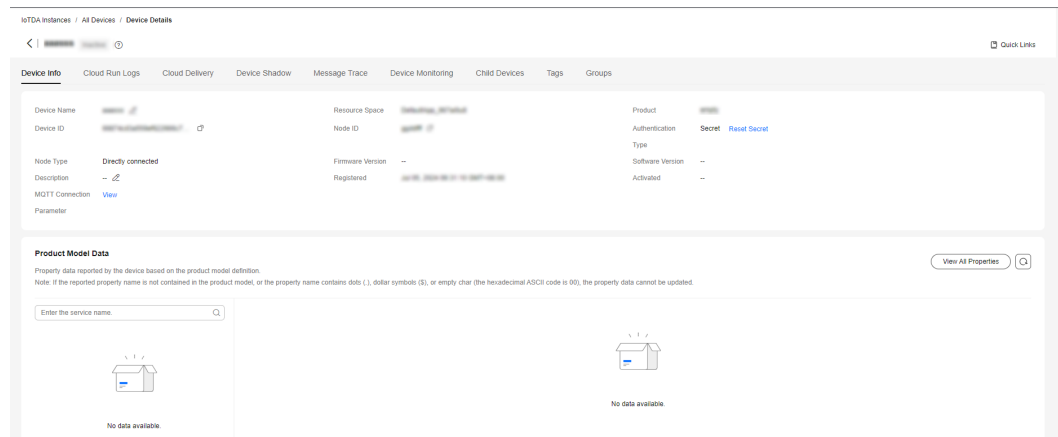 IoTDA Instances / All Devices / Device Details
Quick Links
Device Info Cloud Run Logs Cloud Delivery Device Shadow Message Trace Device Monitoring Child Devices Tags Groups
Device Name Resource Space Product
Device ID Node ID Authentication Type Secret Reset Secret
Node Type Directly connected Firmware Version -- Software Version --
Description -- Registered Activated --
MQTT Connection Parameter View
Product Model Data
View All Properties
Property data reported by the device based on the product model definition.
Note: If the reported property name is not contained in the product model, or the property name contains dots (.), dollar symbols ($), or empty char (the hexadecimal ASCII code is 00), the property data cannot be updated.
Enter the service name.
No data available.
No data available.